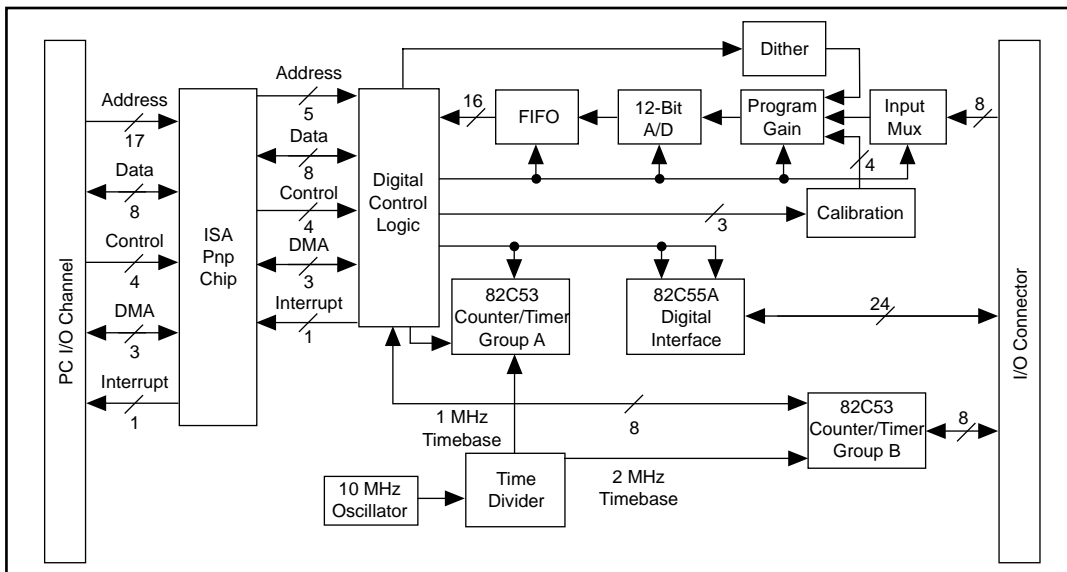 PC I/O Channel
Address
17
Data
8
Control
4
DMA
3
Interrupt
1
ISA
Pnp
Chip
Address
5
Data
8
Control
4
DMA
3
Interrupt
1
Digital
Control
Logic
Dither
16
FIFO
12-Bit
A/D
Program
Gain
Input
Mux
8
4
3
Calibration
82C53
Counter/Timer
Group A
82C55A
Digital
Interface
24
I/O Connector
1 MHz
Timebase
8
82C53
Counter/Timer
Group B
8
10 MHz
Oscillator
Time
Divider
2 MHz
Timebase